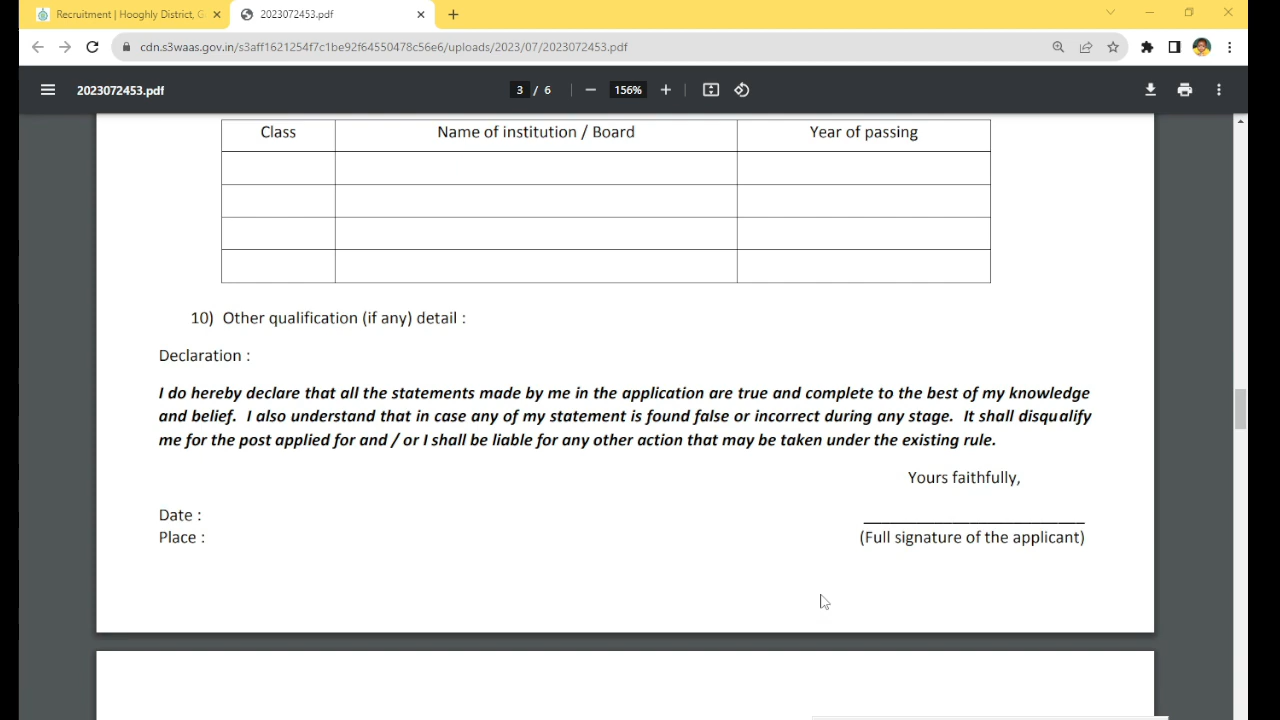 Recruitment | Hooghly District, G
2023072453.pdf
cdn.s3waas.gov.in/s3aff1621254f7c1be92f64550478c56e6/uploads/2023/07/2023072453.pdf
2023072453.pdf
3 / 6
156%
Class Name of institution / Board Year of passing
10) Other qualification (if any) detail :
Declaration :
I do hereby declare that all the statements made by me in the application are true and complete to the best of my knowledge
and belief. I also understand that in case any of my statement is found false or incorrect during any stage. It shall disqualify
me for the post applied for and / or I shall be liable for any other action that may be taken under the existing rule.
Yours faithfully,
Date :
Place :
(Full signature of the applicant)